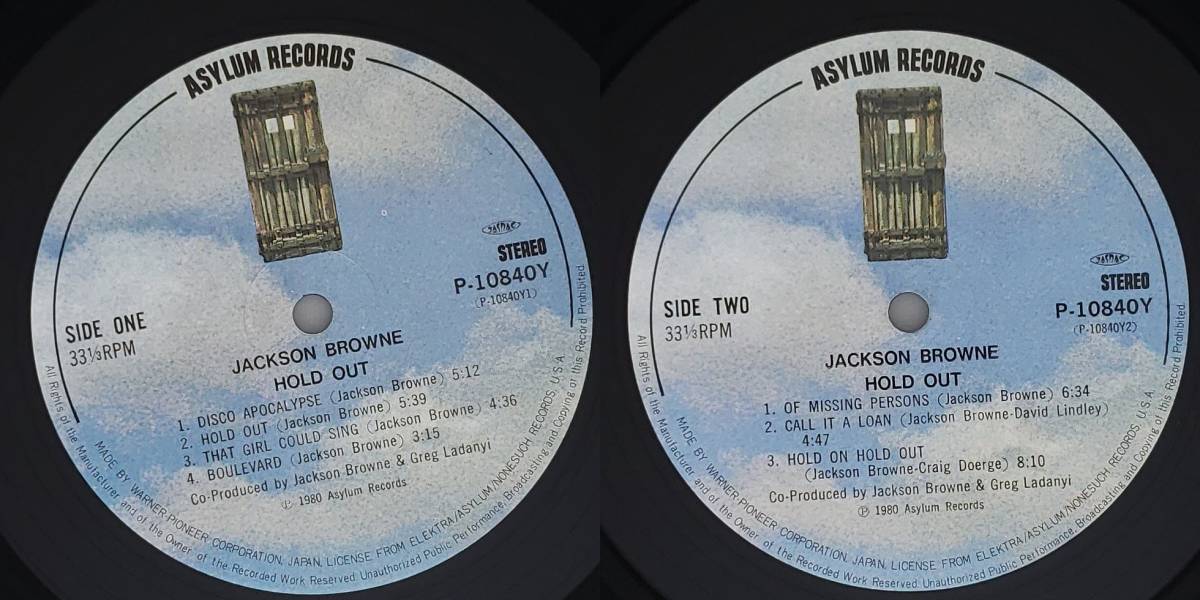 ASYLUM RECORDS
JASRAC
STEREO
P-10840Y
(P-10840Y1)
SIDE ONE
33⅓RPM
JACKSON BROWNE
HOLD OUT
1. DISCO APOCALYPSE (Jackson Browne) 5:12
2. HOLD OUT (Jackson Browne) 5:39
3. THAT GIRL COULD SING (Jackson Browne) 4:36
4. BOULEVARD (Jackson Browne) 3:15
Co-Produced by Jackson Browne & Greg Ladanyi
Ⓟ 1980 Asylum Records
MADE BY WARNER-PIONEER CORPORATION, JAPAN, LICENSE FROM ELEKTRA/ASYLUM/NONESUCH RECORDS, U.S.A.
All Rights of the Manufacturer and of the Owner of the Recorded Work Reserved. Unauthorized Public Performance, Broadcasting and Copying of this Record Prohibited.
ASYLUM RECORDS
JASRAC
STEREO
P-10840Y
(P-10840Y2)
SIDE TWO
33⅓RPM
JACKSON BROWNE
HOLD OUT
1. OF MISSING PERSONS (Jackson Browne) 6:34
2. CALL IT A LOAN (Jackson Browne-David Lindley)
4:47
3. HOLD ON HOLD OUT
(Jackson Browne-Craig Doerge) 8:10
Co-Produced by Jackson Browne & Greg Ladanyi
Ⓟ 1980 Asylum Records
MADE BY WARNER-PIONEER CORPORATION, JAPAN, LICENSE FROM ELEKTRA/ASYLUM/NONESUCH RECORDS, U.S.A.
All Rights of the Manufacturer and of the Owner of the Recorded Work Reserved. Unauthorized Public Performance, Broadcasting and Copying of this Record Prohibited.